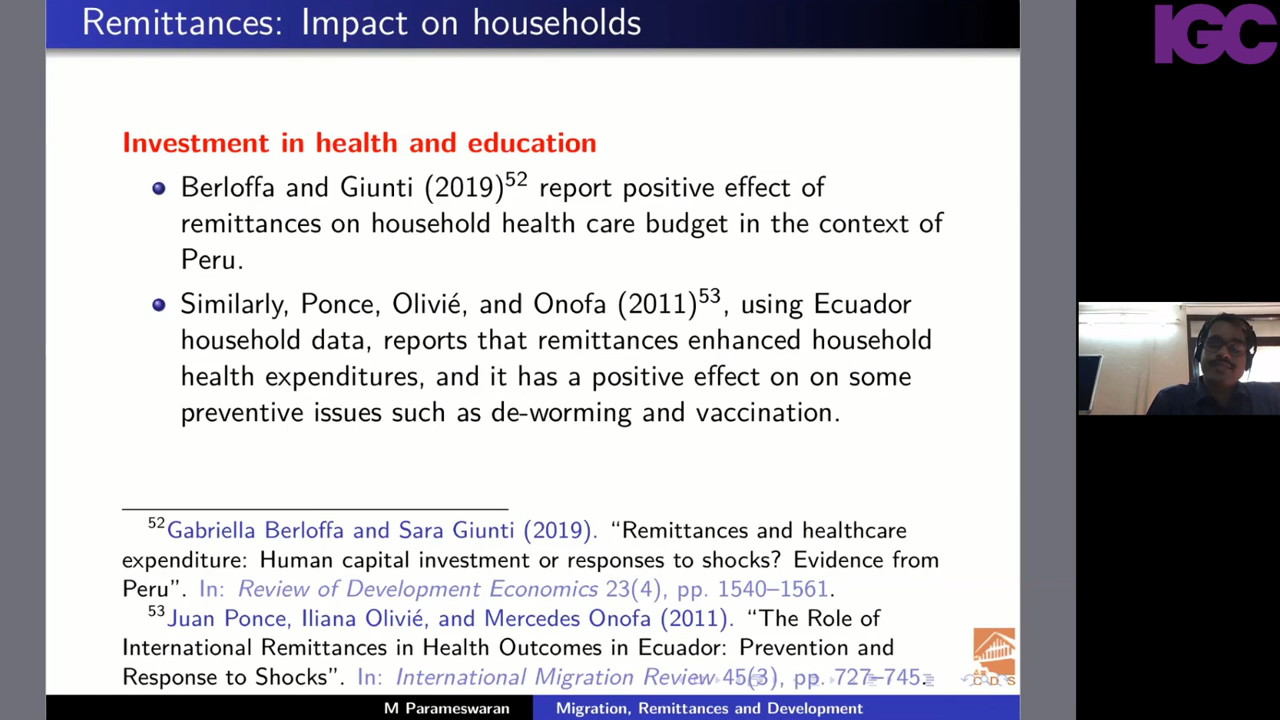 Remittances: Impact on households
IGC
Investment in health and education
Berloffa and Giunti (2019)52 report positive effect of
remittances on household health care budget in the context of
Peru.
Similarly, Ponce, Olivié, and Onofa (2011)53, using Ecuador
household data, reports that remittances enhanced household
health expenditures, and it has a positive effect on on some
preventive issues such as de-worming and vaccination.
52Gabriella Berloffa and Sara Giunti (2019). “Remittances and healthcare
expenditure: Human capital investment or responses to shocks? Evidence from
Peru”. In: Review of Development Economics 23(4), pp. 1540–1561.
53Juan Ponce, Iliana Olivié, and Mercedes Onofa (2011). “The Role of
International Remittances in Health Outcomes in Ecuador: Prevention and
Response to Shocks”. In: International Migration Review 45(3), pp. 727–745.
CDS
M Parameswaran
Migration, Remittances and Development